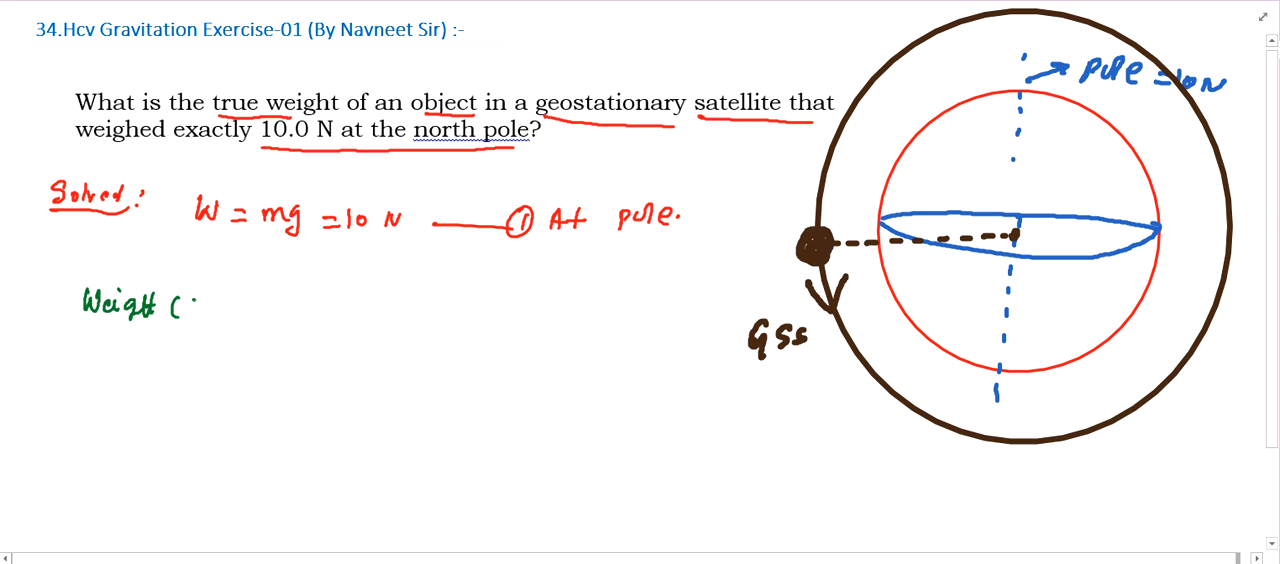 34.Hcv Gravitation Exercise-01 (By Navneet Sir) :-
What is the true weight of an object in a geostationary satellite that
weighed exactly 10.0 N at the north pole?
Solved:
W = mg = 10 N ——① At pole.
Weight (
pole = 10 N
GSS